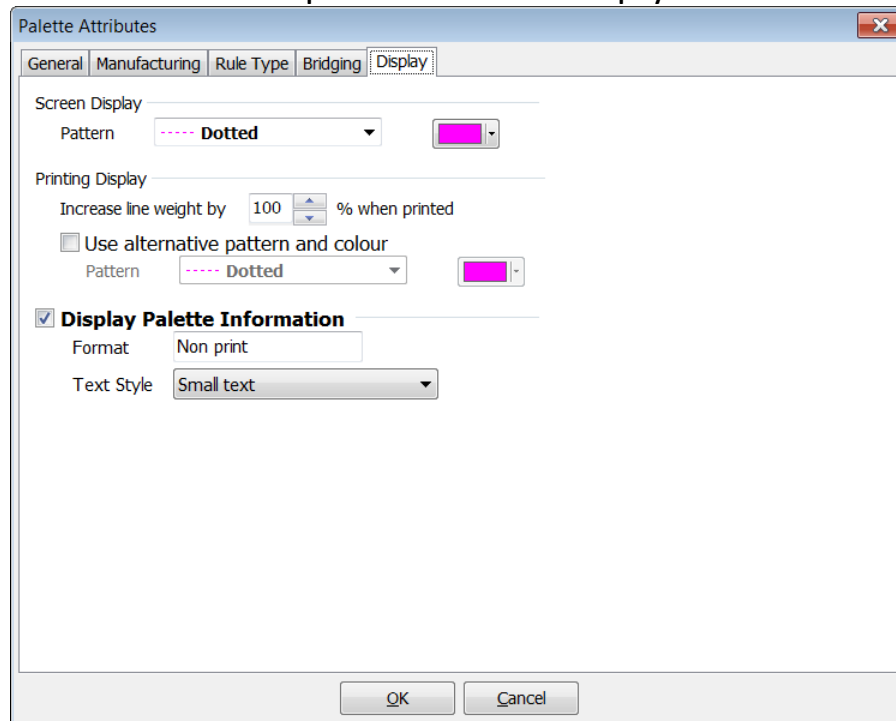 Palette Attributes
General Manufacturing Rule Type Bridging Display
Screen Display
Pattern Dotted
Printing Display
Increase line weight by 100 % when printed
Use alternative pattern and colour
Pattern Dotted
Display Palette Information
Format Non print
Text Style Small text
OK Cancel